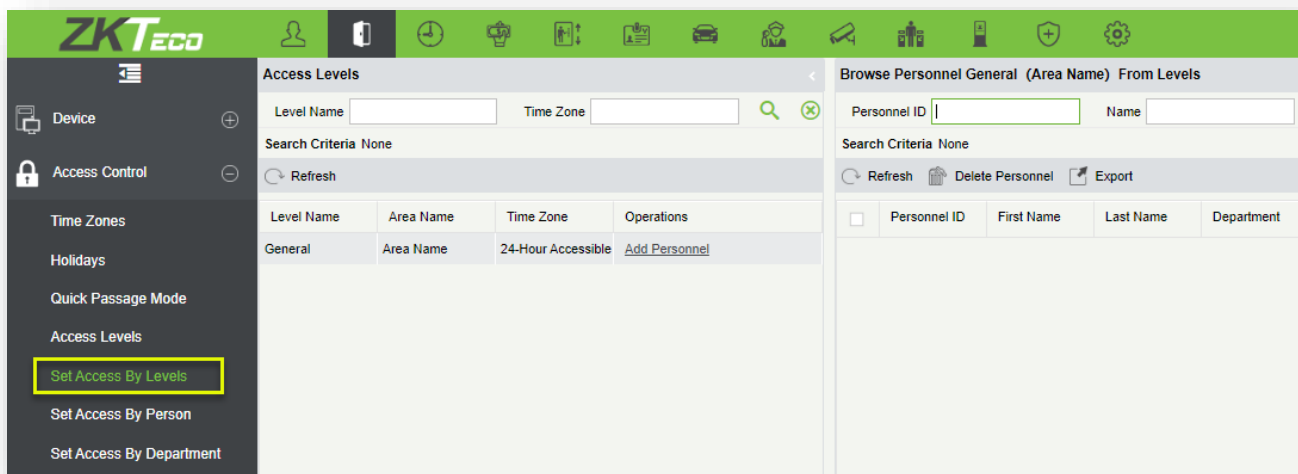 ZKTeco
Device
Access Control
Time Zones
Holidays
Quick Passage Mode
Access Levels
Set Access By Levels
Set Access By Person
Set Access By Department
Access Levels
Level Name Time Zone
Search Criteria None
Refresh
Level Name Area Name Time Zone Operations
General Area Name 24-Hour Accessible Add Personnel
Browse Personnel General (Area Name) From Levels
Personnel ID Name
Search Criteria None
Refresh Delete Personnel Export
Personnel ID First Name Last Name Department